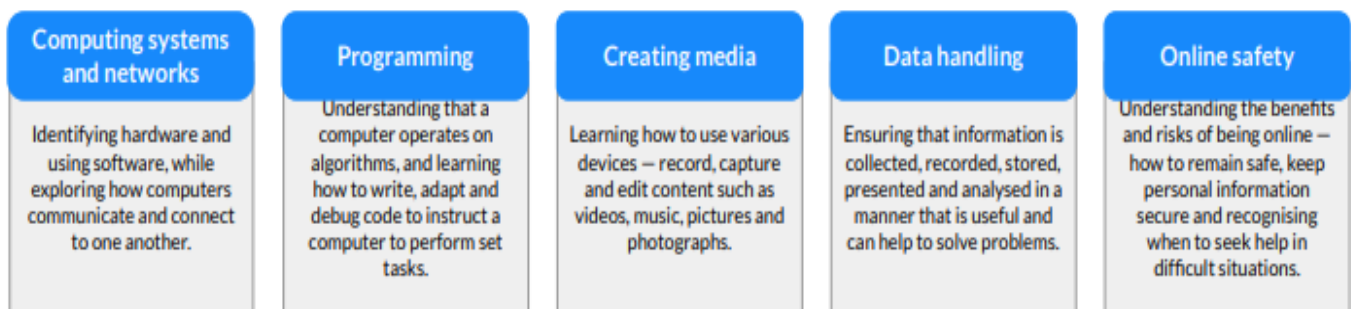 Computing systems
and networks
Identifying hardware and
using software, while
exploring how computers
communicate and connect
to one another.
Programming
Understanding that a
computer operates on
algorithms, and learning
how to write, adapt and
debug code to instruct a
computer to perform set
tasks.
Creating media
Learning how to use various
devices — record, capture
and edit content such as
videos, music, pictures and
photographs.
Data handling
Ensuring that information is
collected, recorded, stored,
presented and analysed in a
manner that is useful and
can help to solve problems.
Online safety
Understanding the benefits
and risks of being online —
how to remain safe, keep
personal information
secure and recognising
when to seek help in
difficult situations.